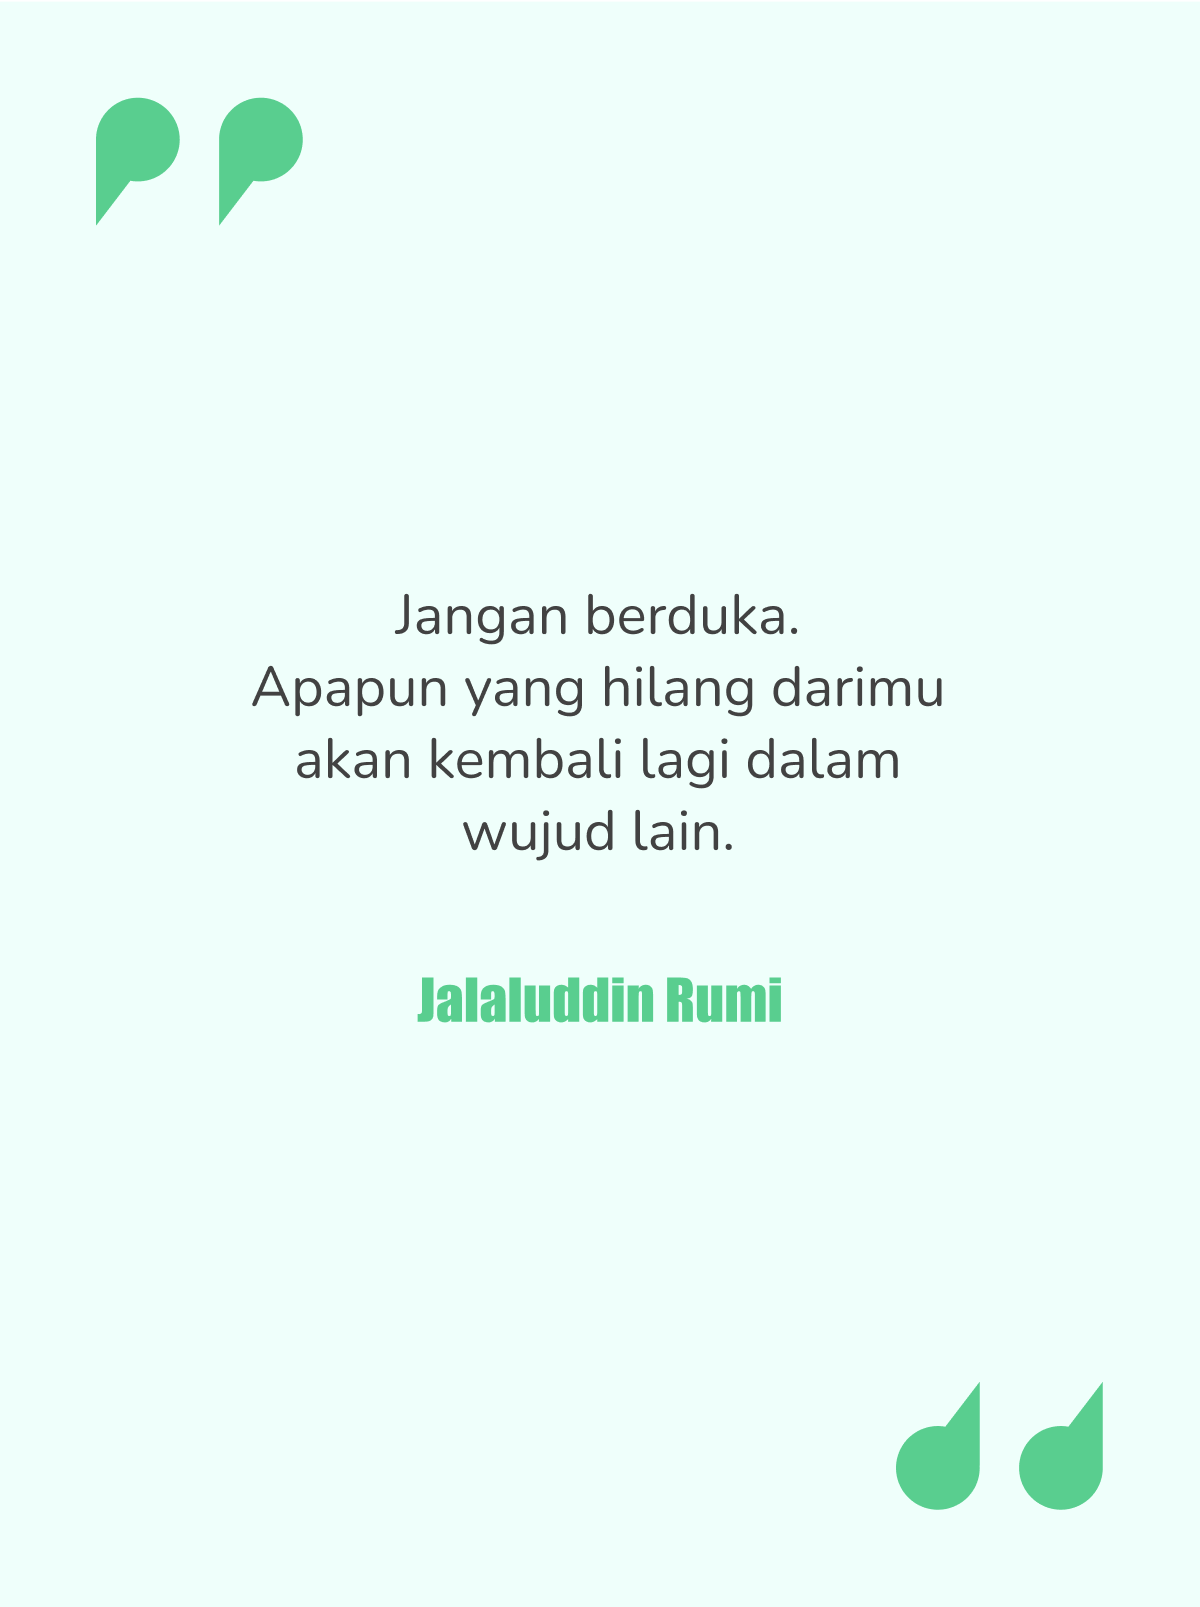 Jangan berduka.
Apapun yang hilang darimu
akan kembali lagi dalam
wujud lain.
Jalaluddin Rumi